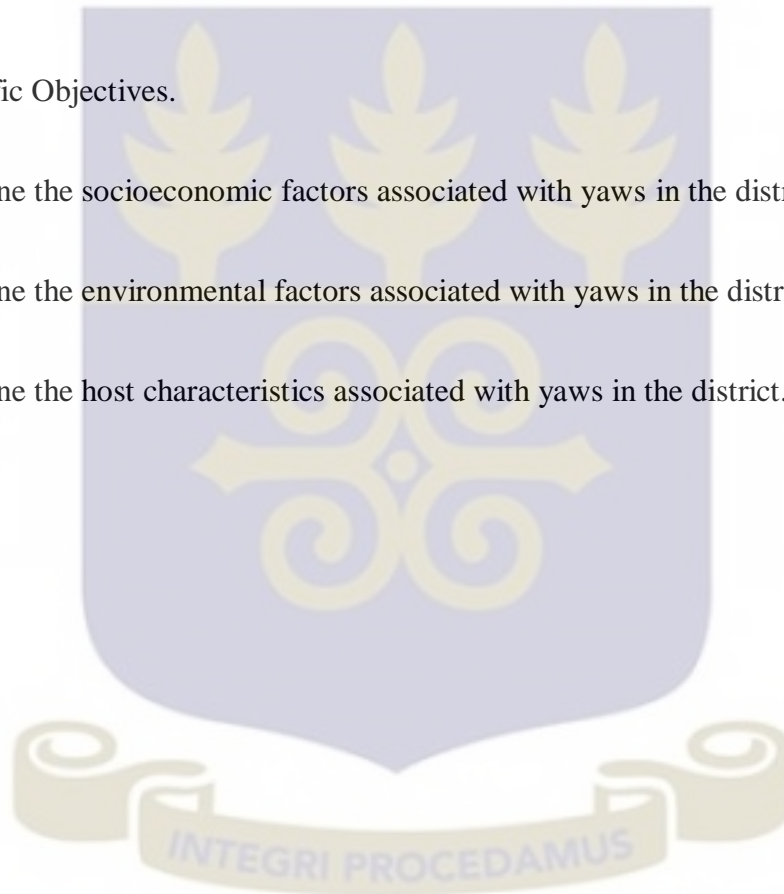 fic Objectives.
ne the socioeconomic factors associated with yaws in the distr
ne the environmental factors associated with yaws in the distr
ne the host characteristics associated with yaws in the district.
INTEGRI PROCEDAMUS